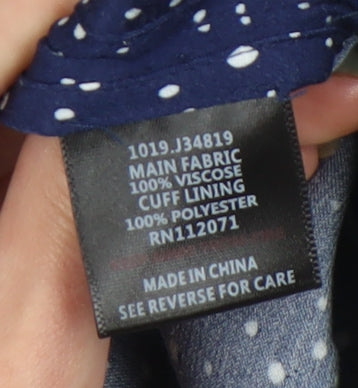 1019.J34819
MAIN FABRIC
100% VISCOSE
CUFF LINING
100% POLYESTER
RN112071
MADE IN CHINA
SEE REVERSE FOR CARE